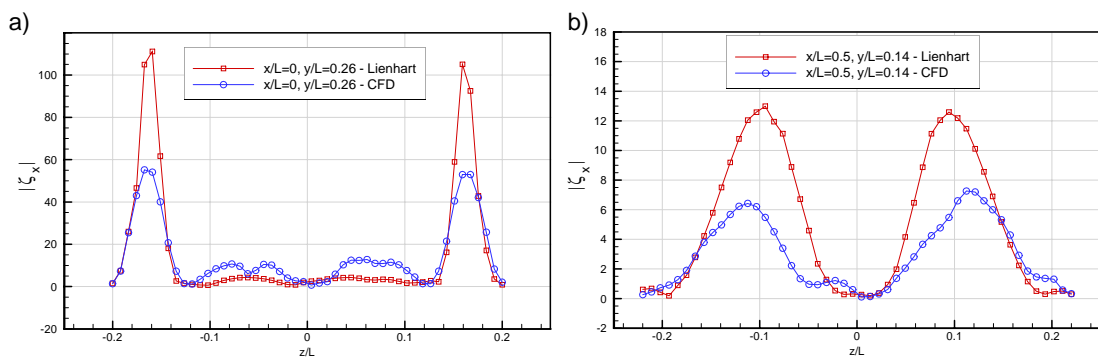 a)
x/L=0, y/L=0.26 - Lienhart
x/L=0, y/L=0.26 - CFD
100
80
60
40
20
0
-20
|ζx|
-0.2
-0.1
0
0.1
0.2
z/L
b)
x/L=0.5, y/L=0.14 - Lienhart
x/L=0.5, y/L=0.14 - CFD
18
16
14
12
10
8
6
4
2
0
-2
|ζx|
-0.2
-0.1
0
0.1
0.2
z/L